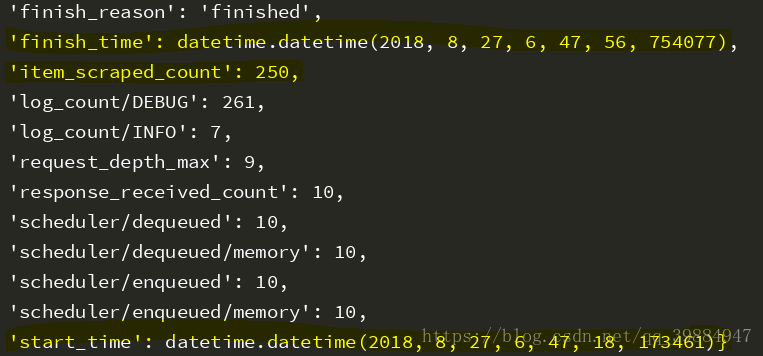 'finish_reason': 'finished',
'finish_time': datetime.datetime(2018, 8, 27, 6, 47, 56, 754077),
'item_scraped_count': 250,
'log_count/DEBUG': 261,
'log_count/INFO': 7,
'request_depth_max': 9,
'response_received_count': 10,
'scheduler/dequeued': 10,
'scheduler/dequeued/memory': 10,
'scheduler/enqueued': 10,
'scheduler/enqueued/memory': 10,
'start_time': datetime.datetime(2018, 8, 27, 6, 47, 18, 173461)}
https://blog.csdn.net/qq_39884947